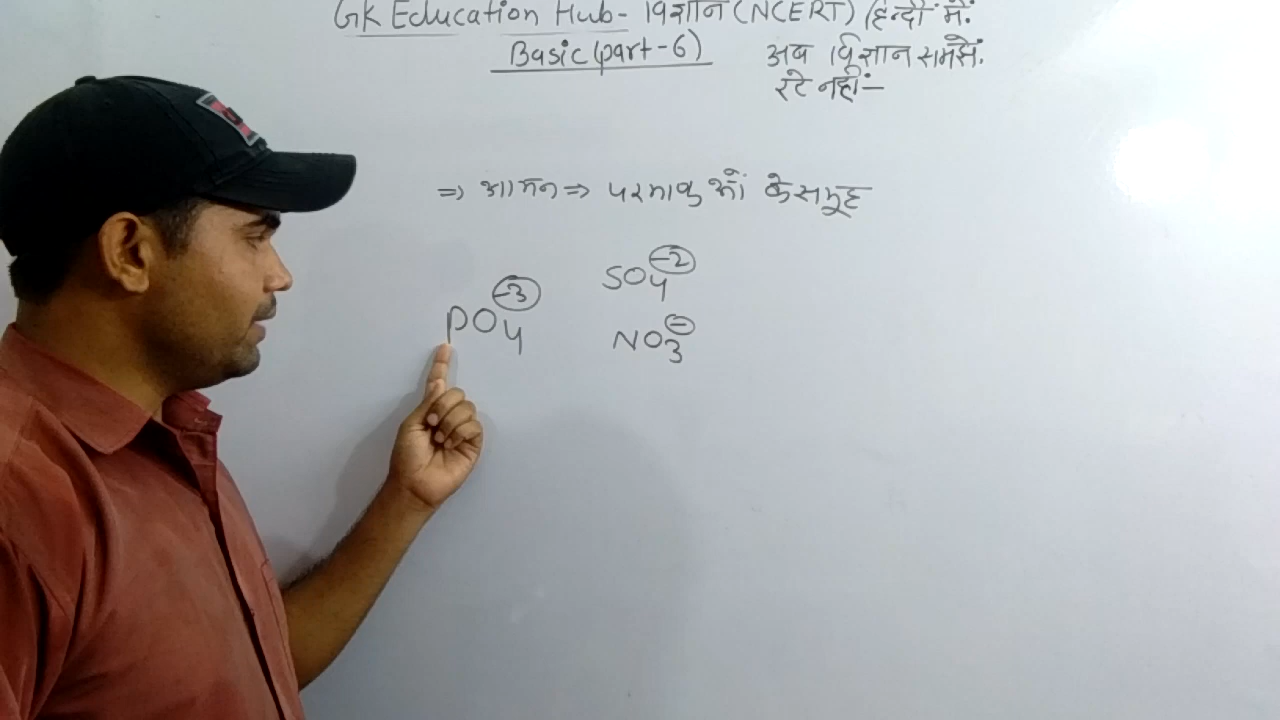 GK Education Hub- विज्ञान (NCERT) (हिन्दी में.
Basic (part-6) अब विज्ञान समझें.
रटे नहीं-
⇒ आयन ⇒ परमाणुओं के समूह
PO₄⁻³ SO₄⁻²
NO₃⁻